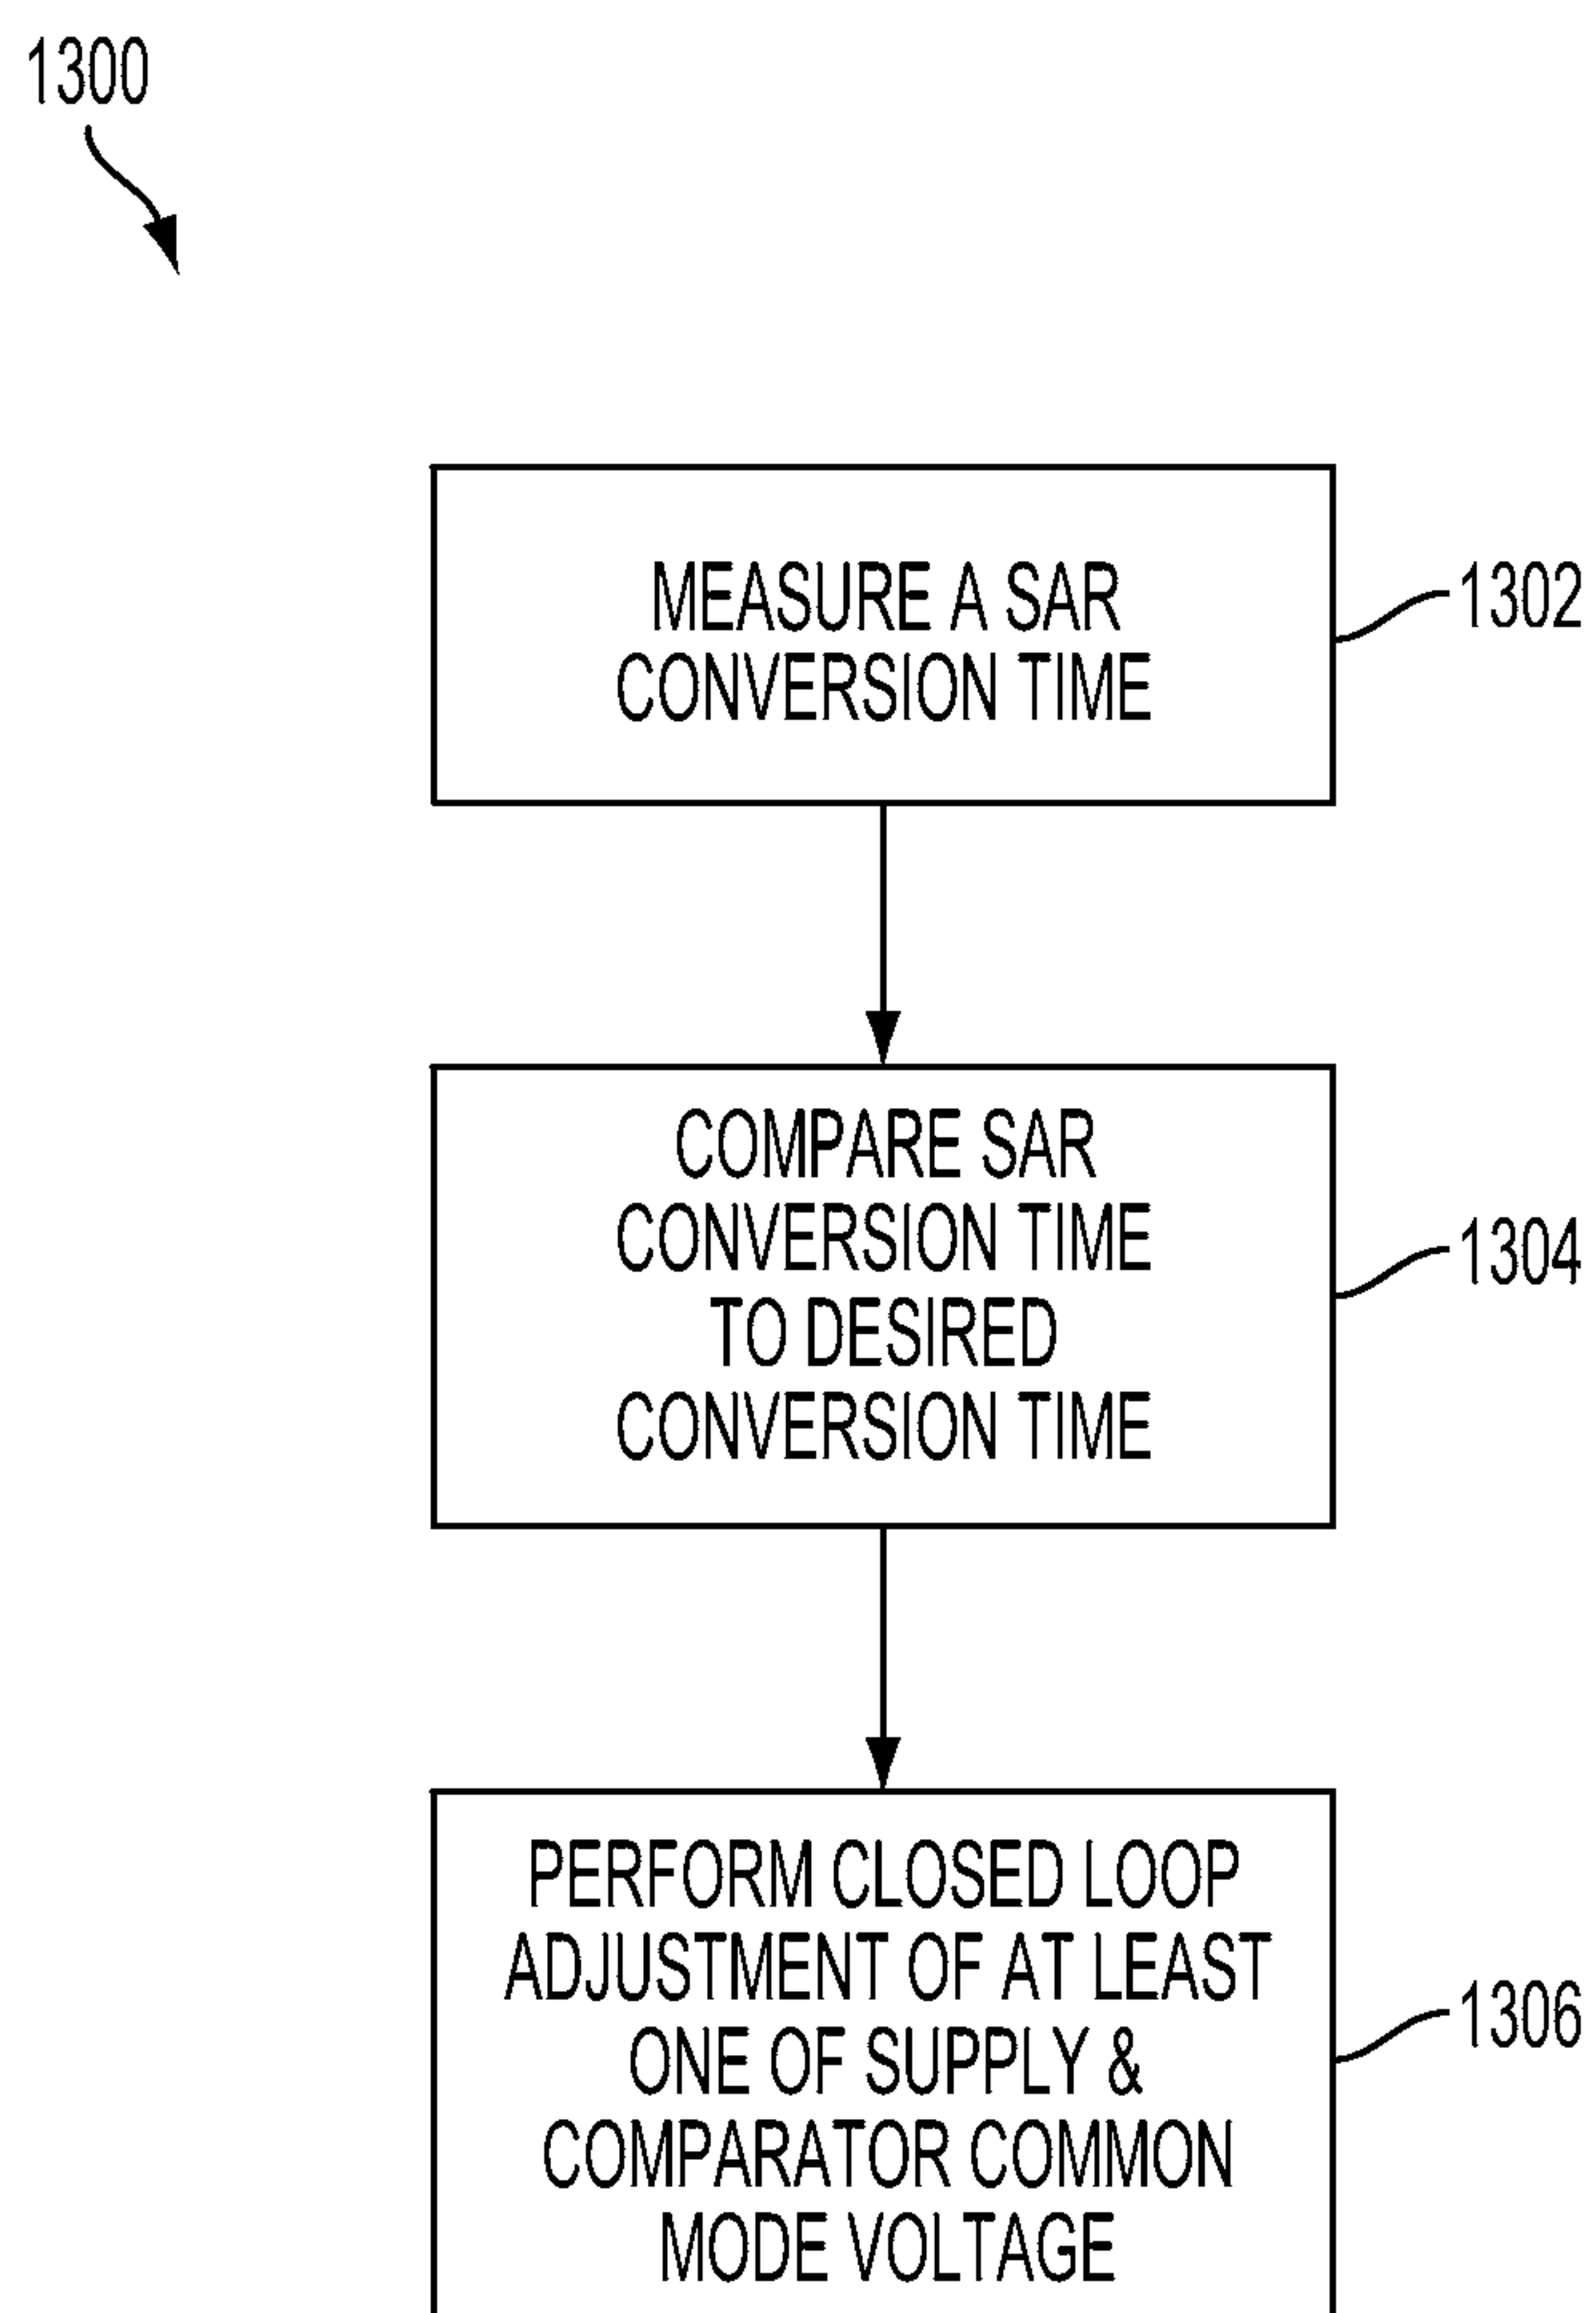 1300
MEASURE A SAR
CONVERSION TIME
1302
COMPARE SAR
CONVERSION TIME
TO DESIRED
CONVERSION TIME
1304
PERFORM CLOSED LOOP
ADJUSTMENT OF AT LEAST
ONE OF SUPPLY &
COMPARATOR COMMON
MODE VOLTAGE
1306